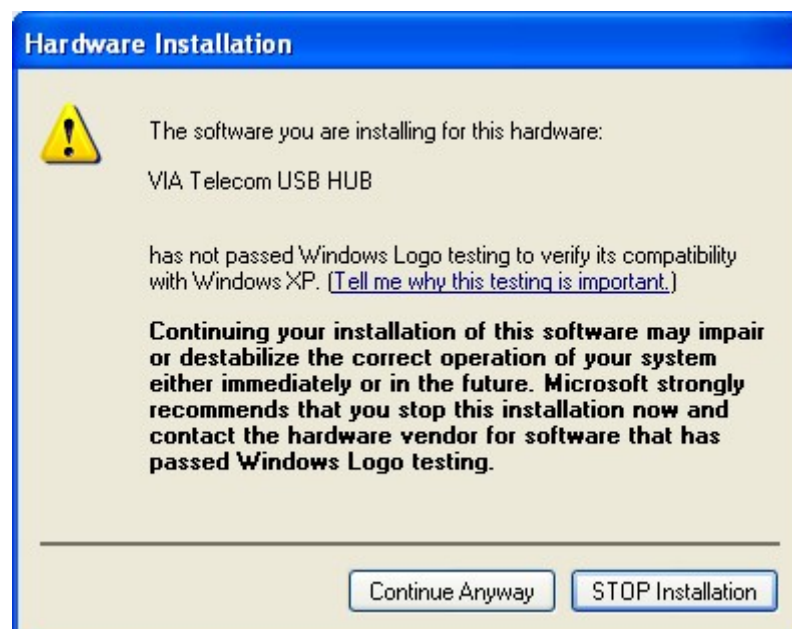 Hardware Installation
The software you are installing for this hardware:
VIA Telecom USB HUB
has not passed Windows Logo testing to verify its compatibility
with Windows XP. (Tell me why this testing is important.)
Continuing your installation of this software may impair
or destabilize the correct operation of your system
either immediately or in the future. Microsoft strongly
recommends that you stop this installation now and
contact the hardware vendor for software that has
passed Windows Logo testing.
Continue Anyway
STOP Installation